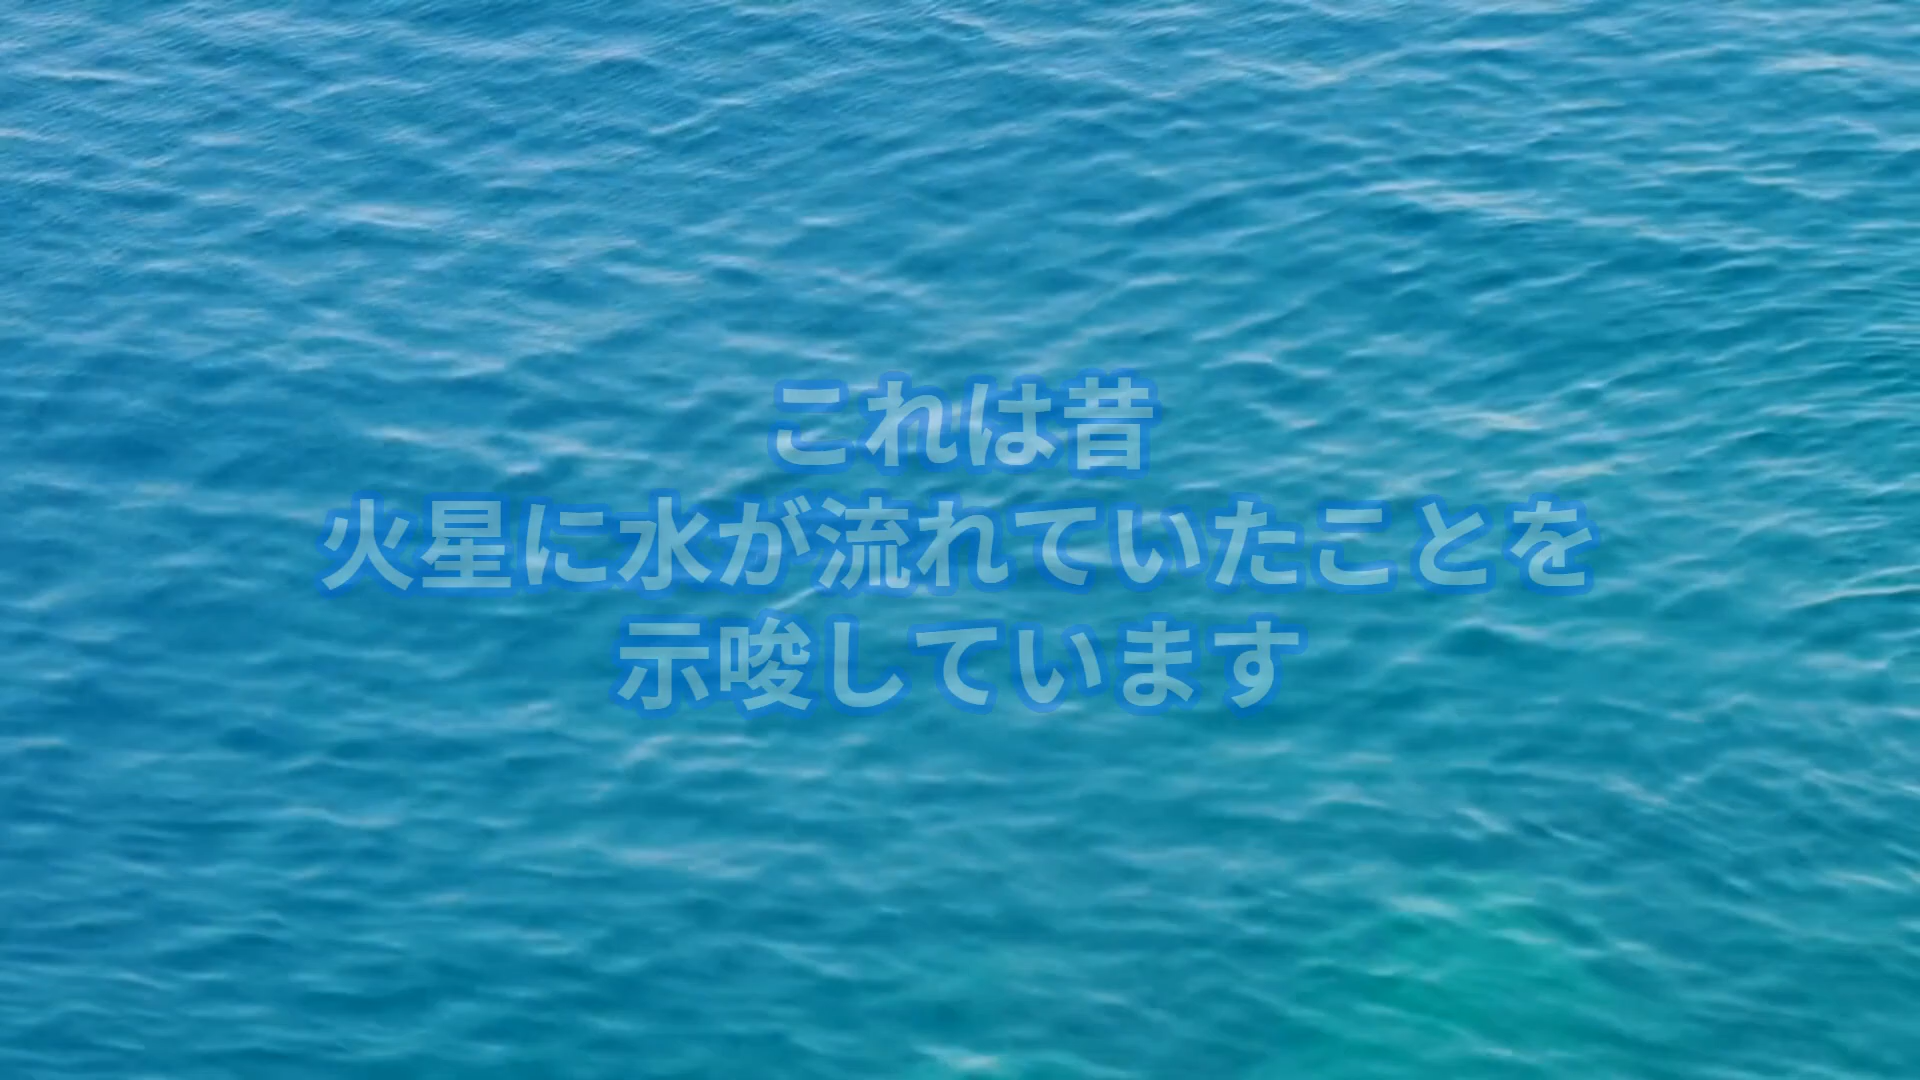 これは昔
火星に水が流れていたことを
示唆しています